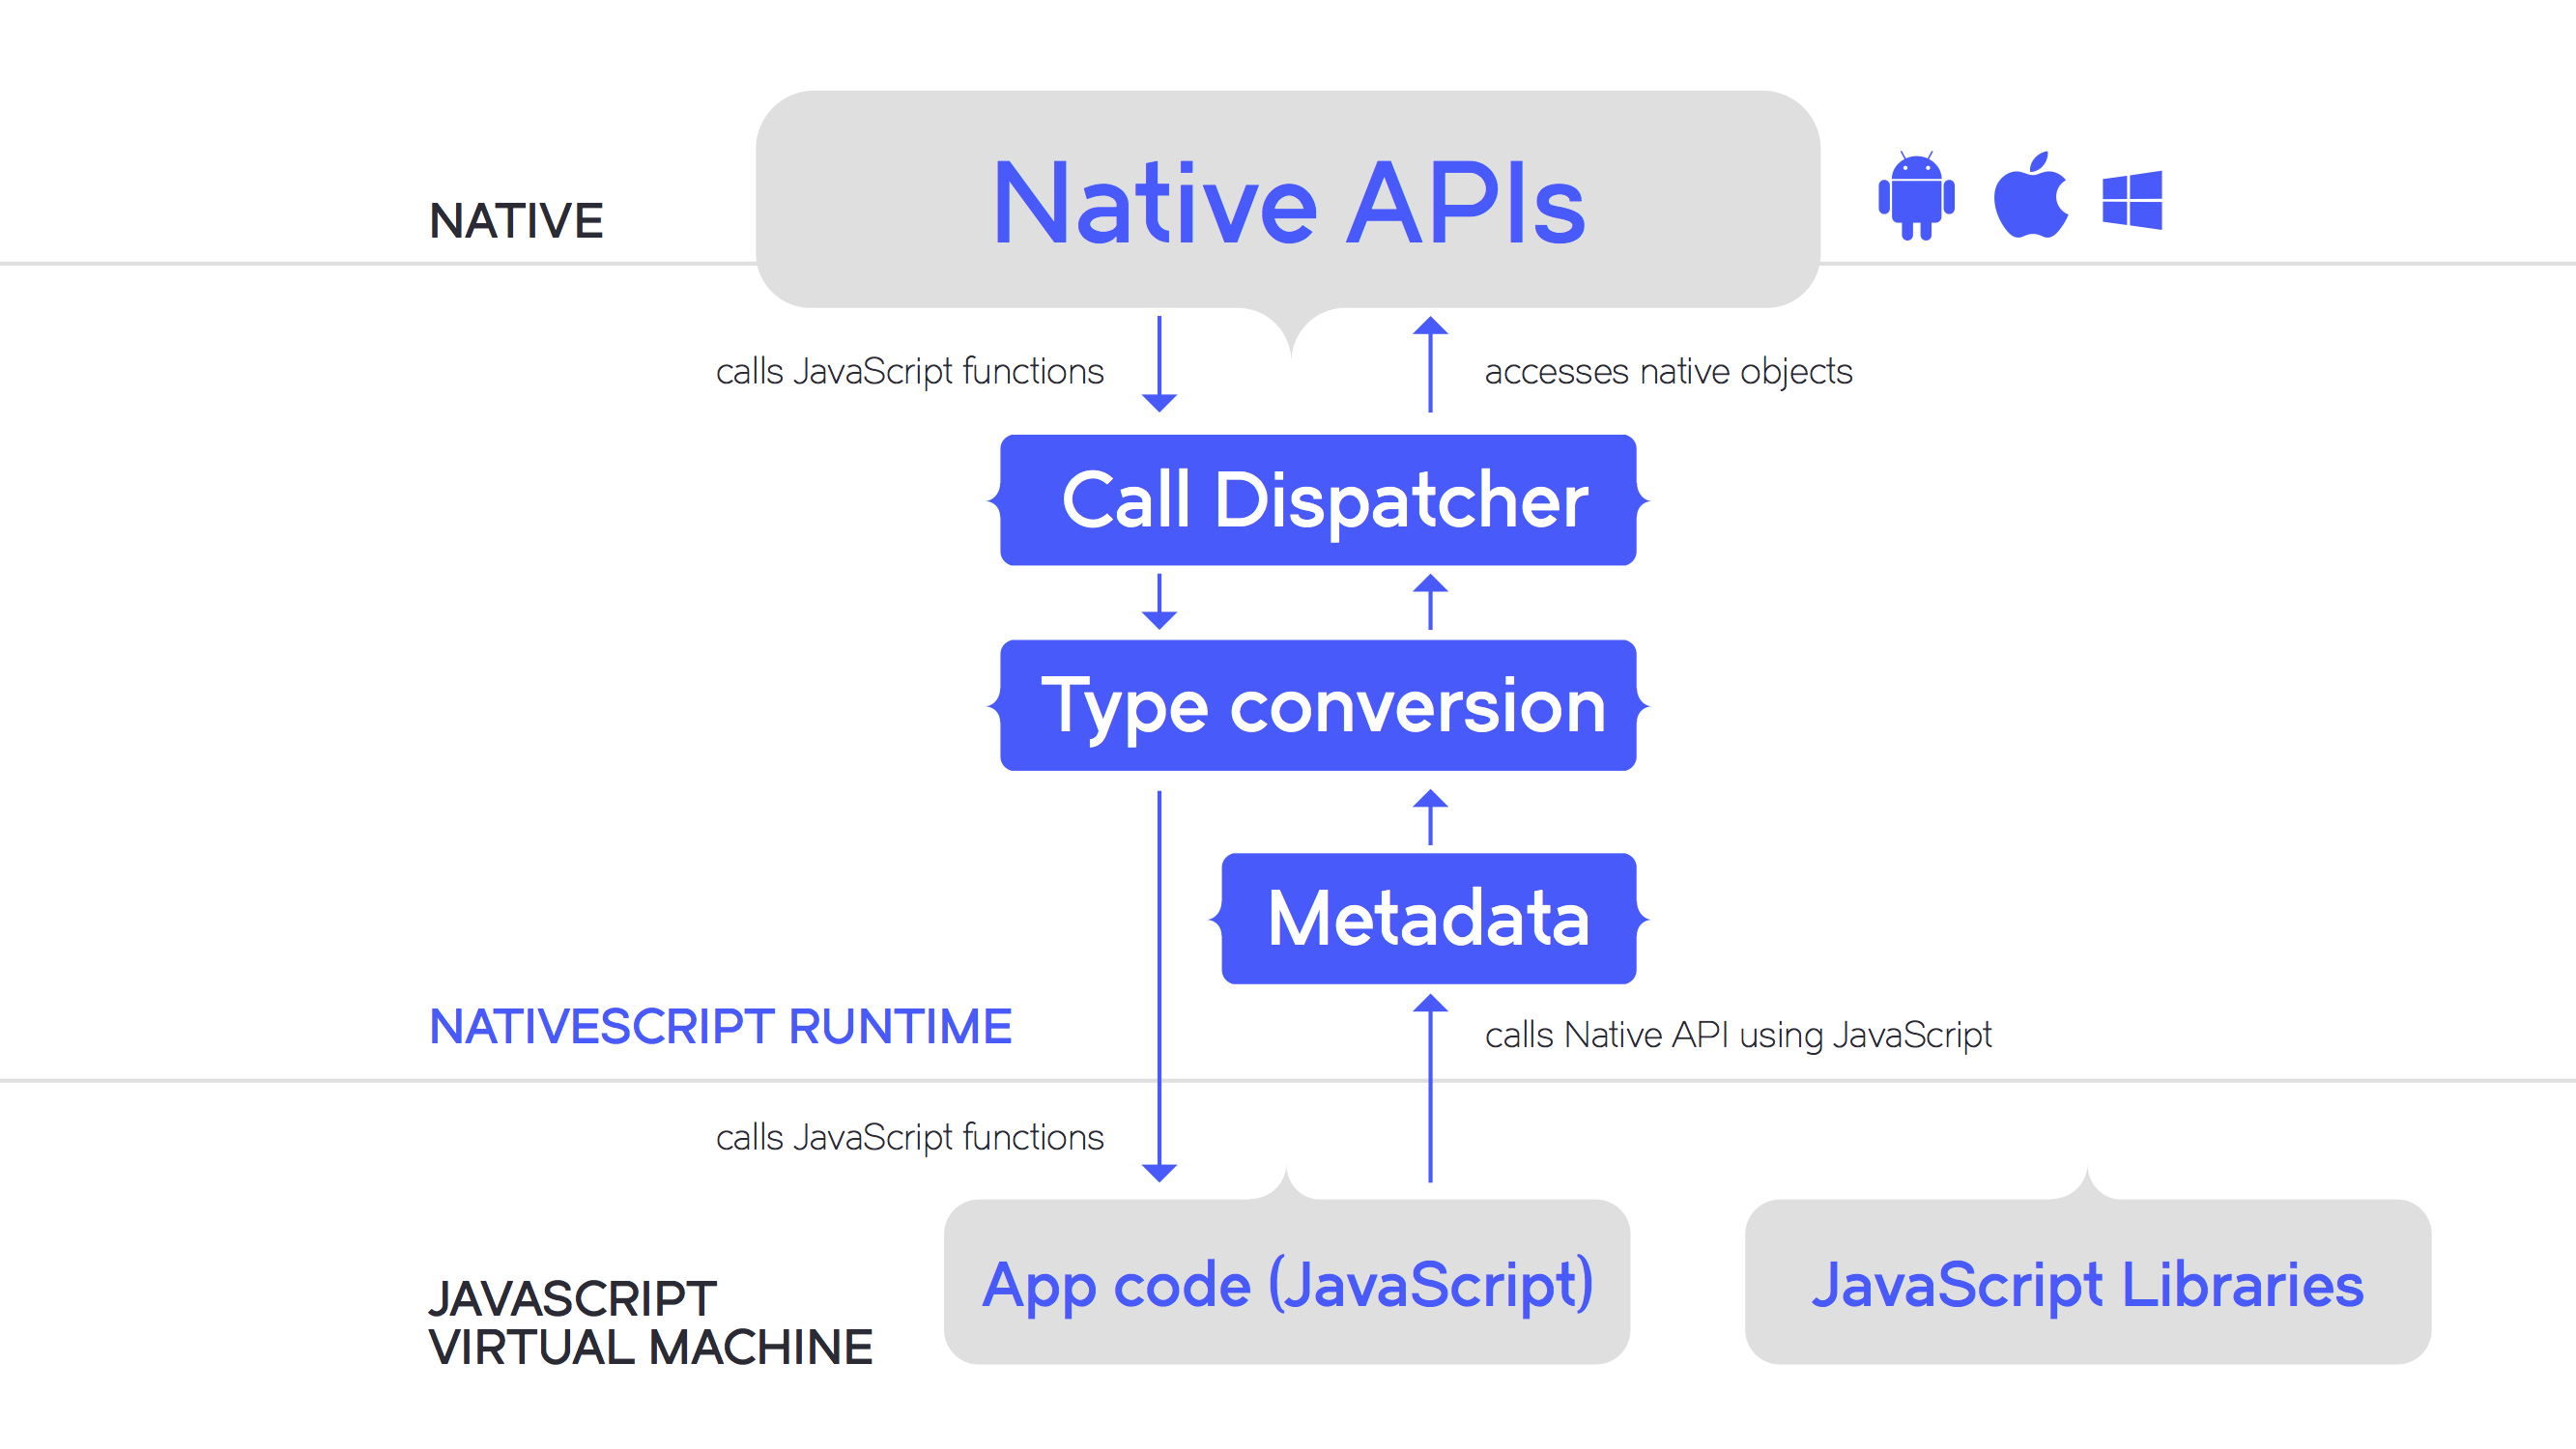 Native APIs
NATIVE
calls JavaScript functions
accesses native objects
Call Dispatcher
Type conversion
Metadata
NATIVESCRIPT RUNTIME
calls Native API using JavaScript
calls JavaScript functions
App code (JavaScript)
JavaScript Libraries
JAVASCRIPT
VIRTUAL MACHINE